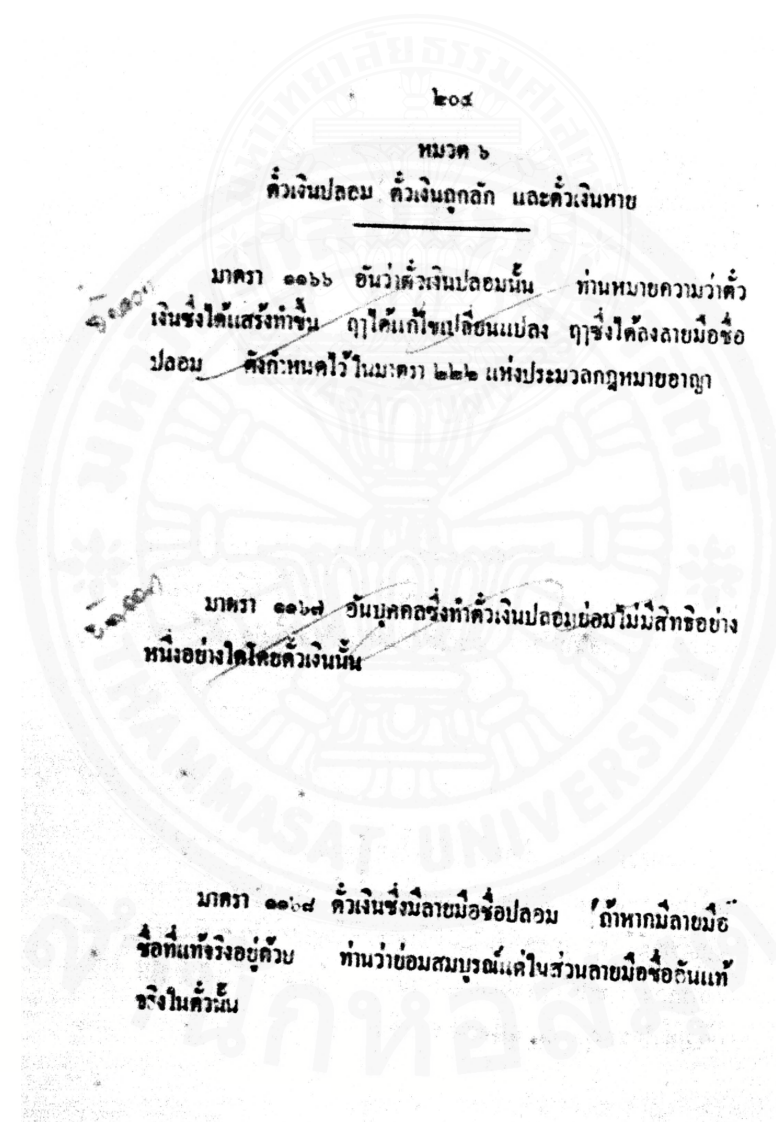 ๒๐๔
หมวด ๖
ตั๋วเงินปลอม ตั๋วเงินถูกลัก และตั๋วเงินหาย
มาตรา ๑๑๖๖ อันว่าตั๋วเงินปลอมนั้น ท่านหมายความว่าตั๋ว
เงินซึ่งได้แสร้งทำขึ้น ฤๅได้แก้ไขเปลี่ยนแปลง ฤๅซึ่งได้ลงลายมือชื่อ
ปลอม ดังกำหนดไว้ในมาตรา ๒๒๒ แห่งประมวลกฎหมายอาญา
มาตรา ๑๑๖๗ อันบุคคลซึ่งทำตั๋วเงินปลอมย่อมไม่มีสิทธิอย่าง
หนึ่งอย่างใดโดยตั๋วเงินนั้น
มาตรา ๑๑๖๘ ตั๋วเงินซึ่งมีลายมือชื่อปลอม ถ้าหากมีลายมือ
ชื่อที่แท้จริงอยู่ด้วย ท่านว่าย่อมสมบูรณ์แต่ในส่วนลายมือชื่ออันแท้
จริงในตั๋วนั้น
THAMMASAT UNIVERSITY